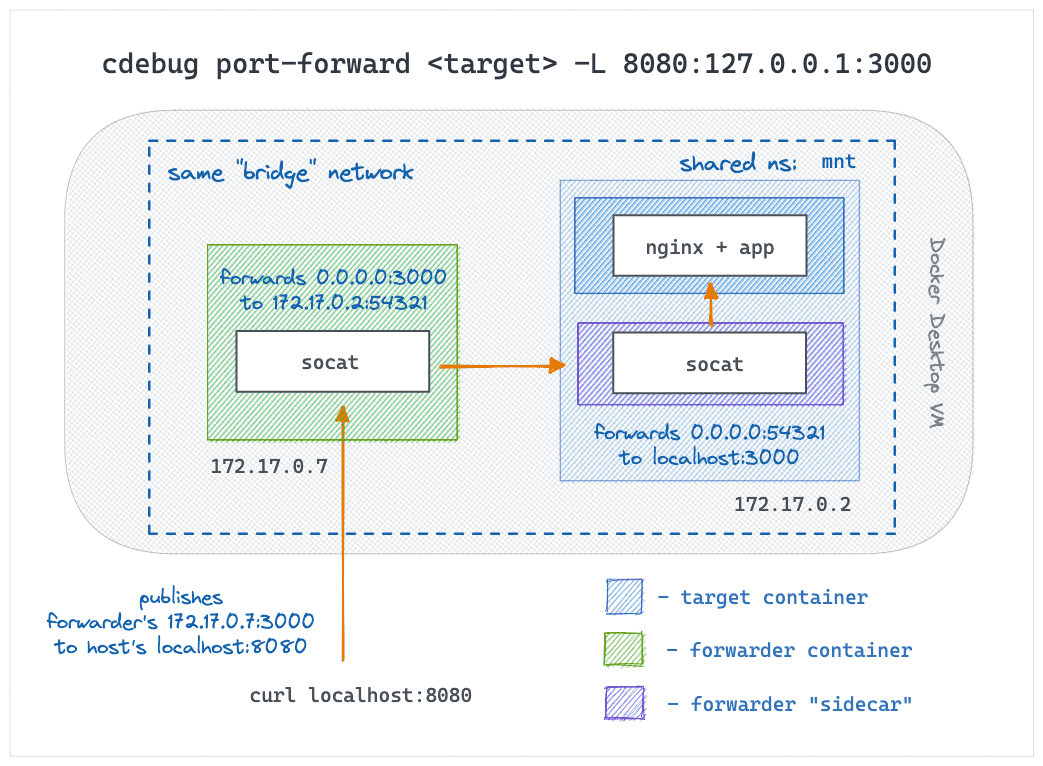 cdebug port-forward <target> -L 8080:127.0.0.1:3000
same "bridge" network
shared ns: mnt
nginx + app
forwards 0.0.0.0:3000
to 172.17.0.2:54321
socat
socat
forwards 0.0.0.0:54321
to localhost:3000
172.17.0.7
172.17.0.2
Docker Desktop VM
publishes
forwarder's 172.17.0.7:3000
to host's localhost:8080
curl localhost:8080
- target container
- forwarder container
- forwarder "sidecar"